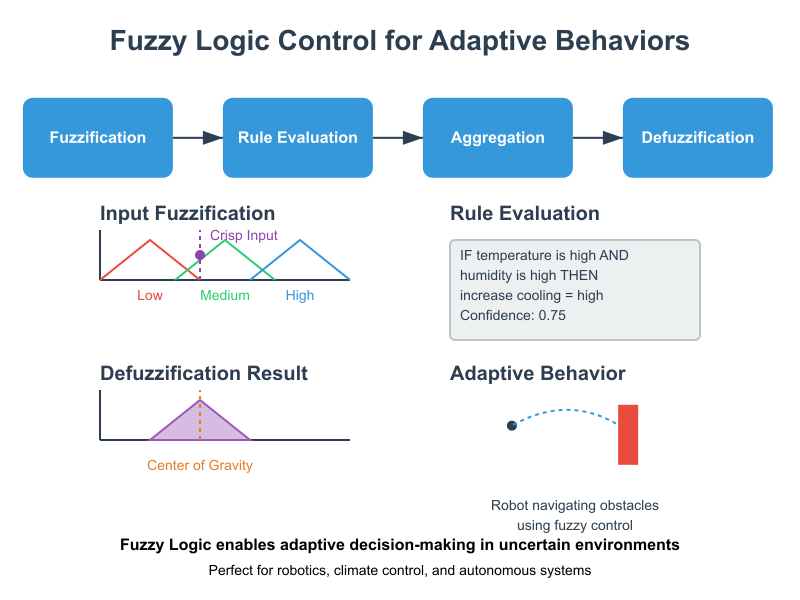 Fuzzy Logic Control for Adaptive Behaviors
Fuzzification
Rule Evaluation
Aggregation
Defuzzification
Input Fuzzification
Crisp Input
Low
Medium
High
Rule Evaluation
IF temperature is high AND
humidity is high THEN
increase cooling = high
Confidence: 0.75
Defuzzification Result
Center of Gravity
Adaptive Behavior
Robot navigating obstacles
using fuzzy control
Fuzzy Logic enables adaptive decision-making in uncertain environments
Perfect for robotics, climate control, and autonomous systems